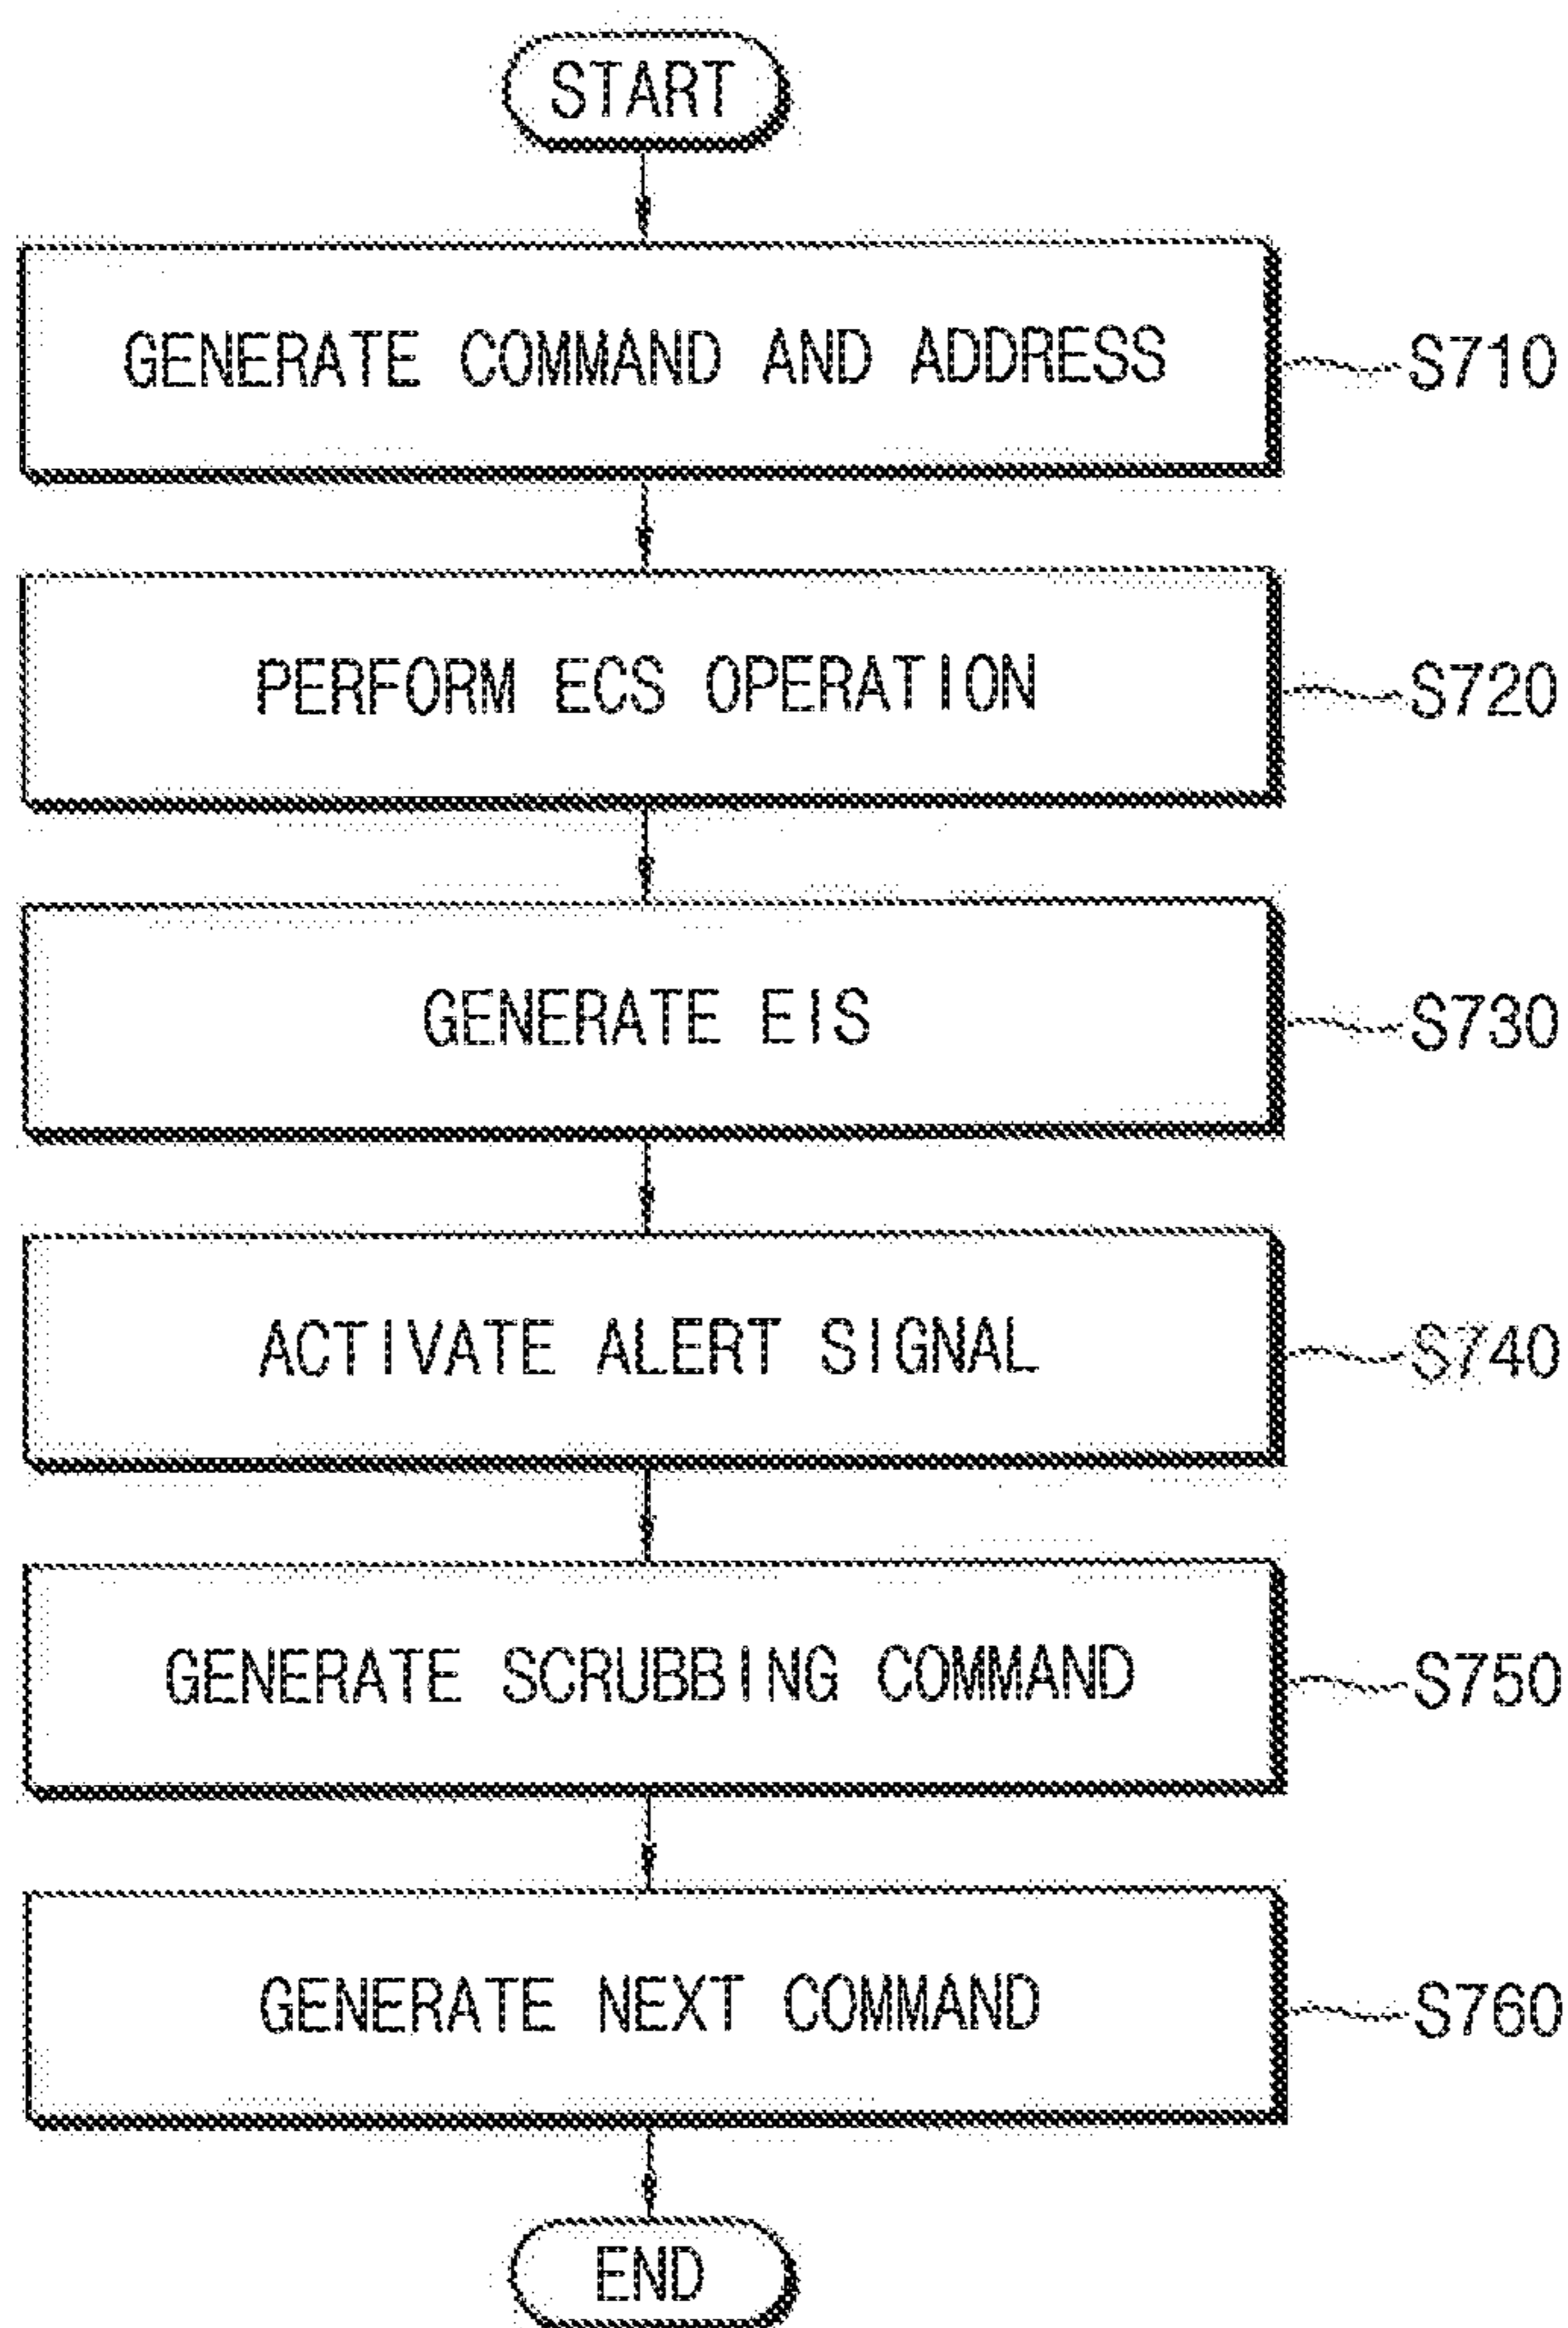 START
GENERATE COMMAND AND ADDRESS
S710
PERFORM ECS OPERATION
S720
GENERATE EIS
S730
ACTIVATE ALERT SIGNAL
S740
GENERATE SCRUBBING COMMAND
S750
GENERATE NEXT COMMAND
S760
END